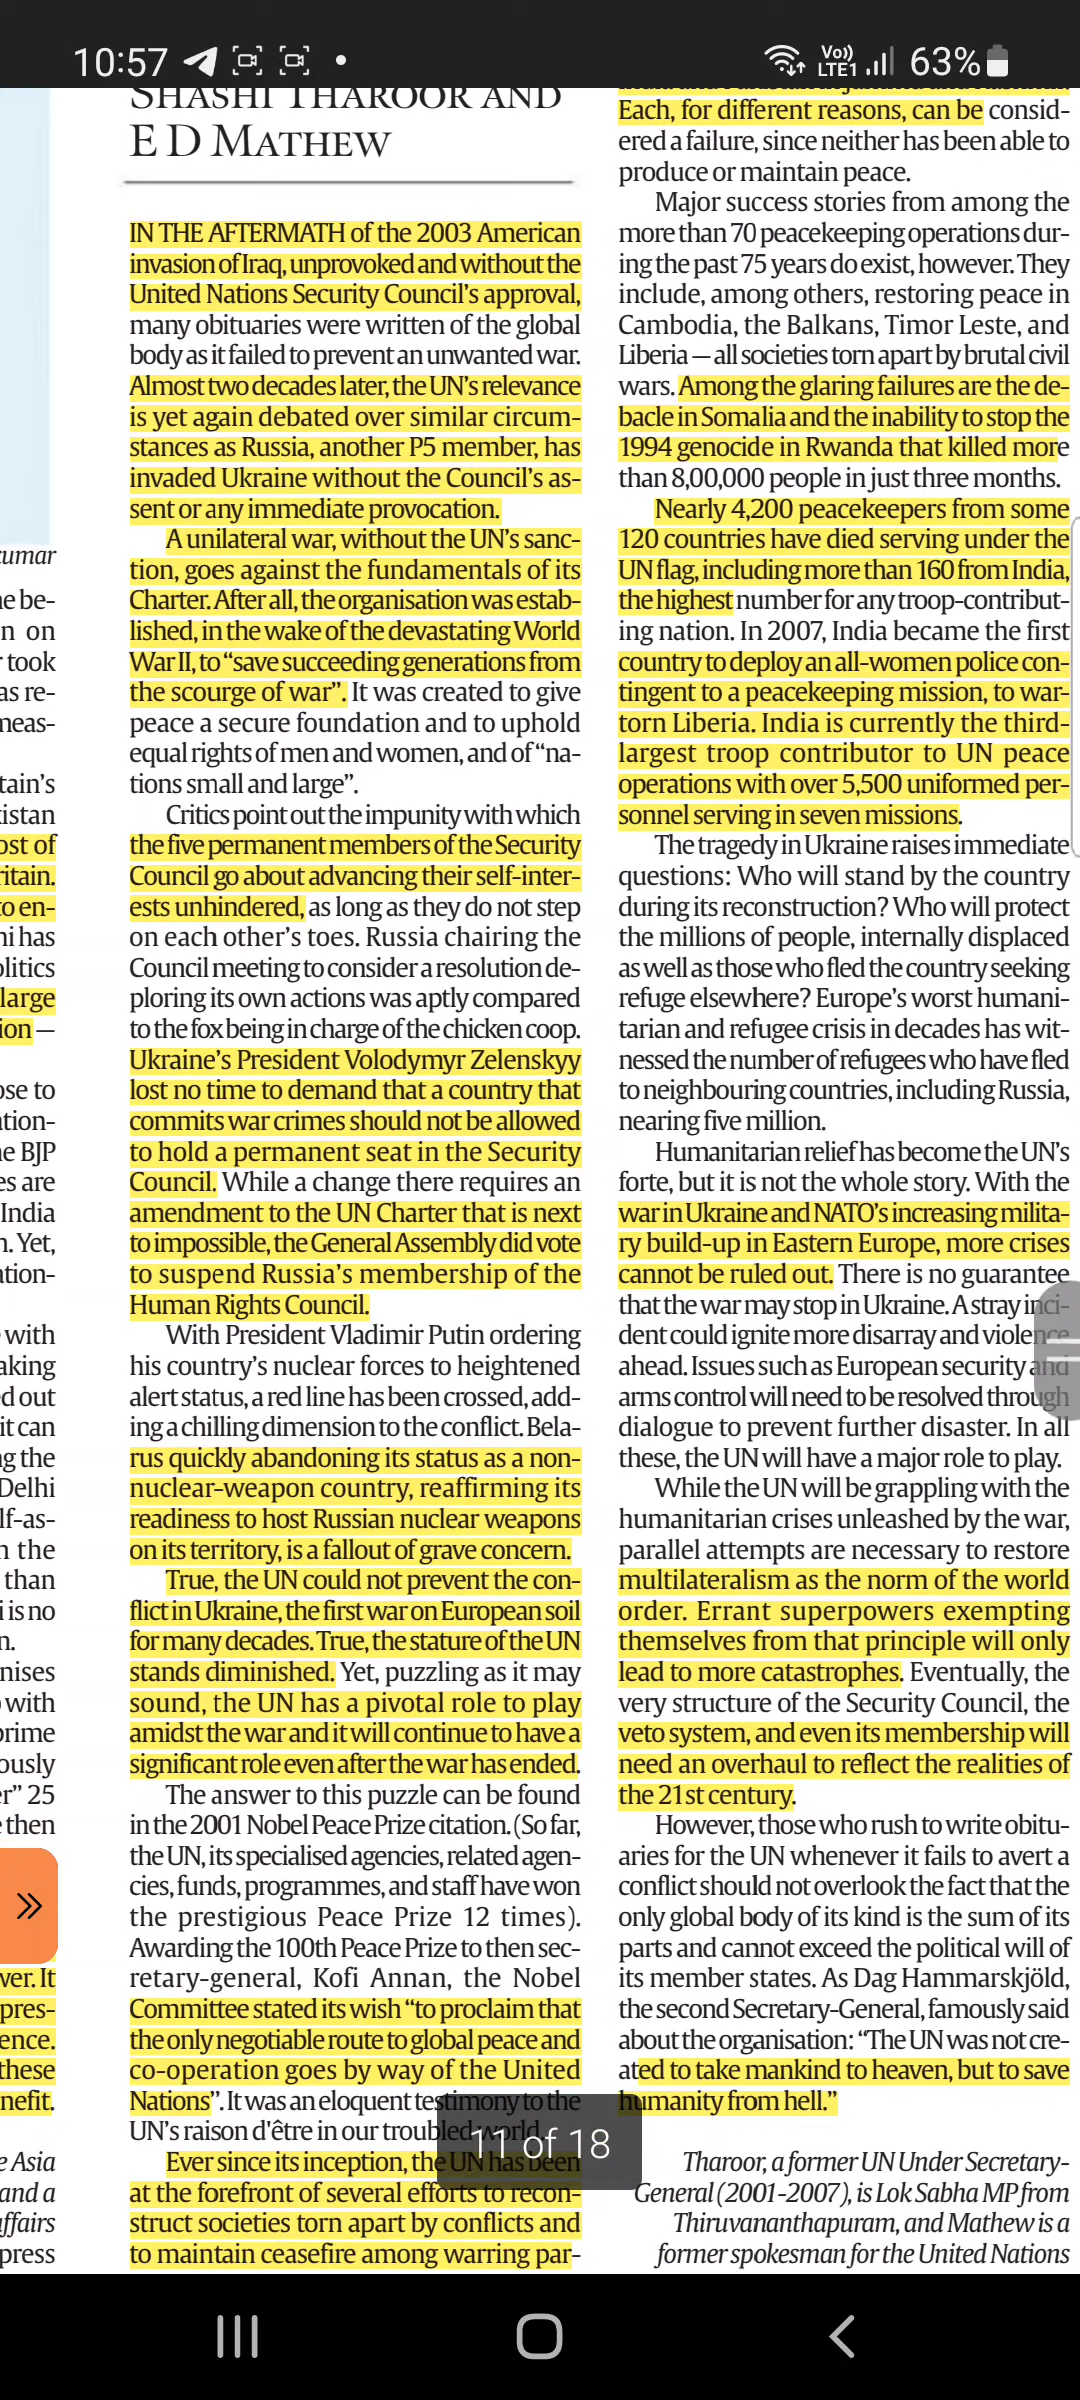 10:57
Vo)) LTE1
63%
SHASHI THAROOR AND
E D MATHEW
IN THE AFTERMATH of the 2003 American
invasion of Iraq, unprovoked and without the
United Nations Security Council's approval,
many obituaries were written of the global
body as it failed to prevent an unwanted war.
Almost two decades later, the UN's relevance
is yet again debated over similar circum-
stances as Russia, another P5 member, has
invaded Ukraine without the Council's as-
sent or any immediate provocation.
A unilateral war, without the UN's sanc-
tion, goes against the fundamentals of its
Charter. After all, the organisation was estab-
lished, in the wake of the devastating World
War II, to “save succeeding generations from
the scourge of war”. It was created to give
peace a secure foundation and to uphold
equal rights of men and women, and of “na-
tions small and large”.
Critics point out the impunity with which
the five permanent members of the Security
Council go about advancing their self-inter-
ests unhindered, as long as they do not step
on each other's toes. Russia chairing the
Council meeting to consider a resolution de-
ploring its own actions was aptly compared
to the fox being in charge of the chicken coop.
Ukraine's President Volodymyr Zelenskyy
lost no time to demand that a country that
commits war crimes should not be allowed
to hold a permanent seat in the Security
Council. While a change there requires an
amendment to the UN Charter that is next
to impossible, the General Assembly did vote
to suspend Russia's membership of the
Human Rights Council.
With President Vladimir Putin ordering
his country's nuclear forces to heightened
alert status, a red line has been crossed, add-
ing a chilling dimension to the conflict. Bela-
rus quickly abandoning its status as a non-
nuclear-weapon country, reaffirming its
readiness to host Russian nuclear weapons
on its territory, is a fallout of grave concern.
True, the UN could not prevent the con-
flict in Ukraine, the first war on European soil
for many decades. True, the stature of the UN
stands diminished. Yet, puzzling as it may
sound, the UN has a pivotal role to play
amidst the war and it will continue to have a
significant role even after the war has ended.
The answer to this puzzle can be found
in the 2001 Nobel Peace Prize citation. (So far,
the UN, its specialised agencies, related agen-
cies, funds, programmes, and staff have won
the prestigious Peace Prize 12 times).
Awarding the 100th Peace Prize to then sec-
retary-general, Kofi Annan, the Nobel
Committee stated its wish “to proclaim that
the only negotiable route to global peace and
co-operation goes by way of the United
Nations”. It was an eloquent testimony to the
UN's raison d'être in our troubled world.
Ever since its inception, the UN has been
at the forefront of several efforts to recon-
struct societies torn apart by conflicts and
to maintain ceasefire among warring par-
Each, for different reasons, can be consid-
ered a failure, since neither has been able to
produce or maintain peace.
Major success stories from among the
more than 70 peacekeeping operations dur-
ing the past 75 years do exist, however. They
include, among others, restoring peace in
Cambodia, the Balkans, Timor Leste, and
Liberia — all societies torn apart by brutal civil
wars. Among the glaring failures are the de-
bacle in Somalia and the inability to stop the
1994 genocide in Rwanda that killed more
than 8,00,000 people in just three months.
Nearly 4,200 peacekeepers from some
120 countries have died serving under the
UN flag, including more than 160 from India,
the highest number for any troop-contribut-
ing nation. In 2007, India became the first
country to deploy an all-women police con-
tingent to a peacekeeping mission, to war-
torn Liberia. India is currently the third-
largest troop contributor to UN peace
operations with over 5,500 uniformed per-
sonnel serving in seven missions.
The tragedy in Ukraine raises immediate
questions: Who will stand by the country
during its reconstruction? Who will protect
the millions of people, internally displaced
as well as those who fled the country seeking
refuge elsewhere? Europe's worst humani-
tarian and refugee crisis in decades has wit-
nessed the number of refugees who have fled
to neighbouring countries, including Russia,
nearing five million.
Humanitarian relief has become the UN's
forte, but it is not the whole story. With the
war in Ukraine and NATO's increasing milita-
ry build-up in Eastern Europe, more crises
cannot be ruled out. There is no guarantee
that the war may stop in Ukraine. A stray inci-
dent could ignite more disarray and violence
ahead. Issues such as European security and
arms control will need to be resolved through
dialogue to prevent further disaster. In all
these, the UN will have a major role to play.
While the UN will be grappling with the
humanitarian crises unleashed by the war,
parallel attempts are necessary to restore
multilateralism as the norm of the world
order. Errant superpowers exempting
themselves from that principle will only
lead to more catastrophes. Eventually, the
very structure of the Security Council, the
veto system, and even its membership will
need an overhaul to reflect the realities of
the 21st century.
However, those who rush to write obitu-
aries for the UN whenever it fails to avert a
conflict should not overlook the fact that the
only global body of its kind is the sum of its
parts and cannot exceed the political will of
its member states. As Dag Hammarskjöld,
the second Secretary-General, famously said
about the organisation: “The UN was not cre-
ated to take mankind to heaven, but to save
humanity from hell.”
Tharoor, a former UN Under Secretary-
General (2001-2007), is Lok Sabha MP from
Thiruvananthapuram, and Mathew is a
former spokesman for the United Nations
11 of 18